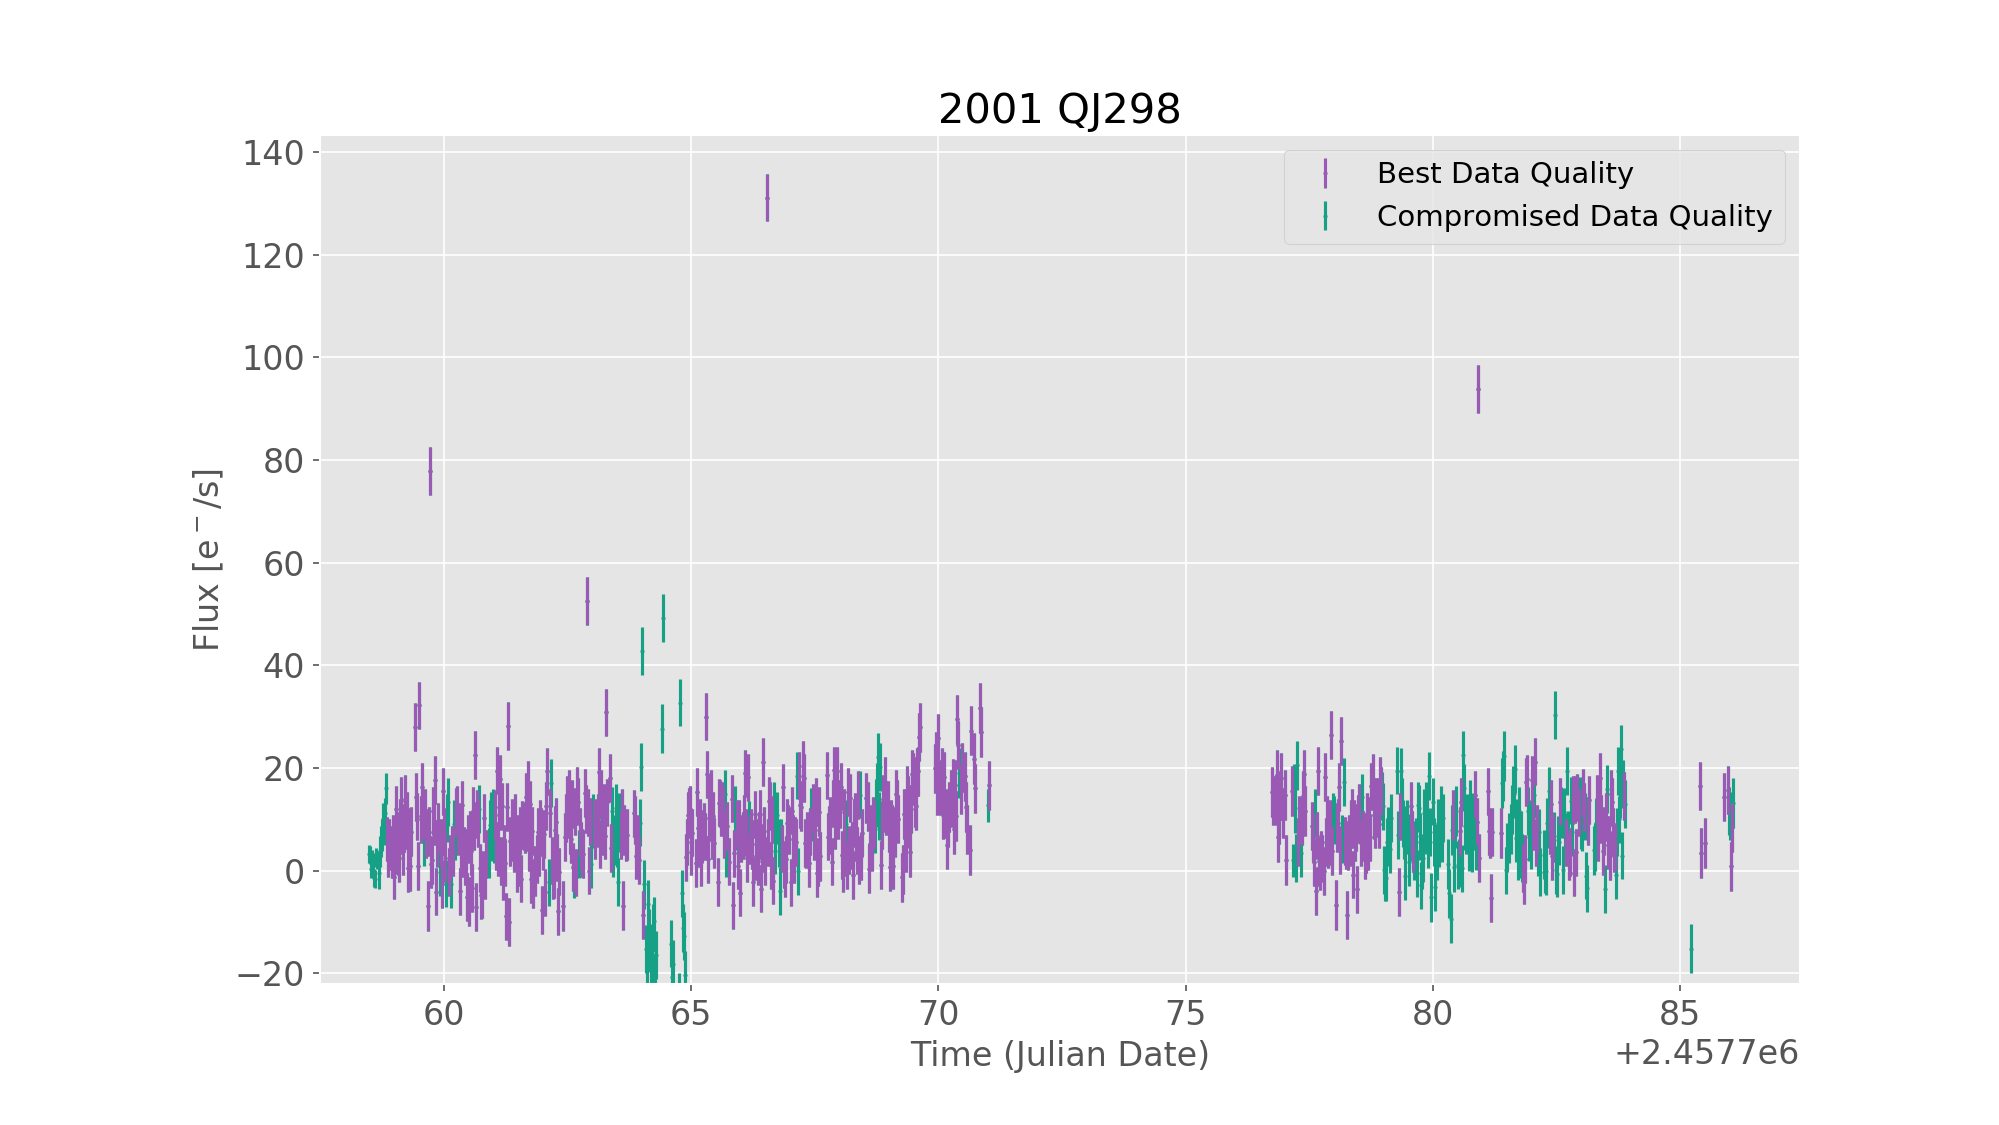 2001 QJ298
Best Data Quality
Compromised Data Quality
140
120
100
80
60
40
20
0
−20
Flux [e⁻/s]
60 65 70 75 80 85
Time (Julian Date)
+2.4577e6